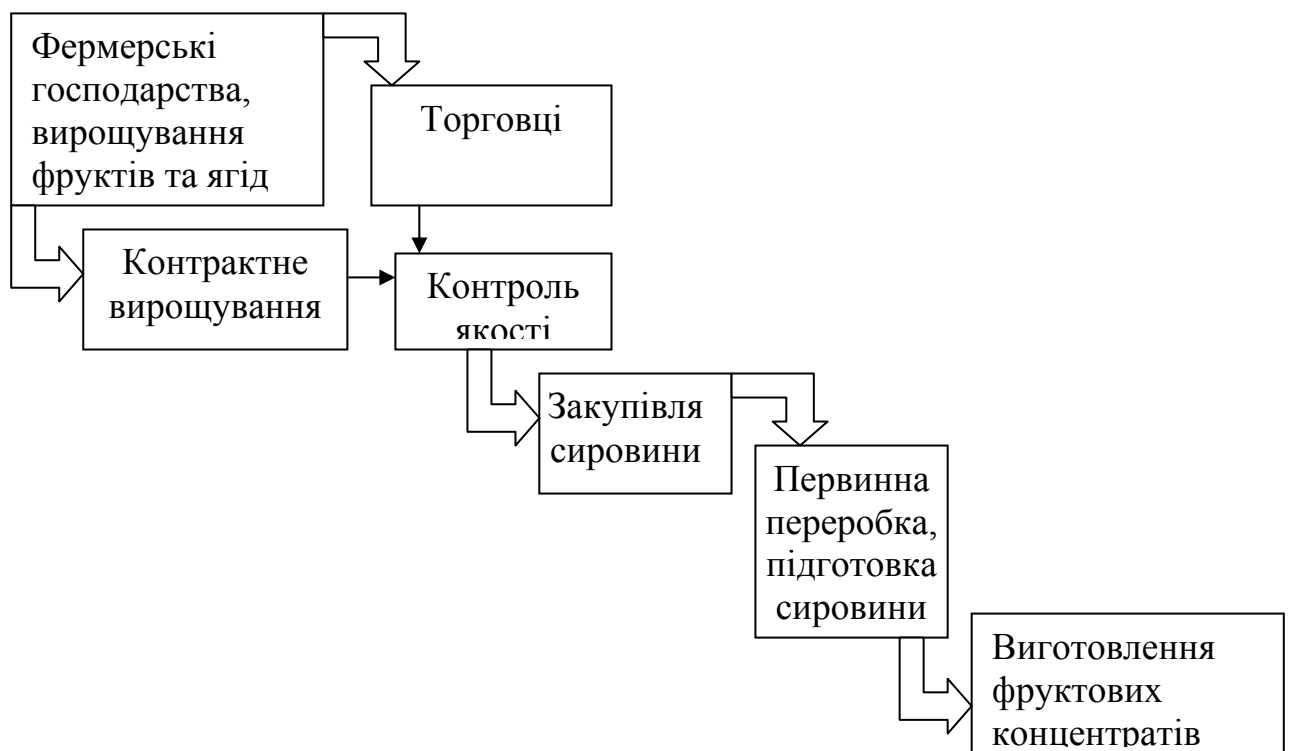 Фермерські
господарства,
вирощування
фруктів та ягід
Торговці
Контрактне
вирощування
Контроль
якості
Закупівля
сировини
Первинна
переробка,
підготовка
сировини
Виготовлення
фруктових
концентратів